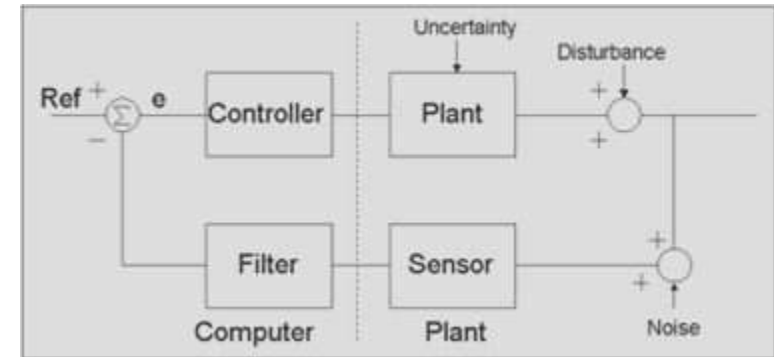 Uncertainty
Disturbance
Ref + e Controller Plant +
Σ
− +
Filter Sensor + +
Computer Plant Noise